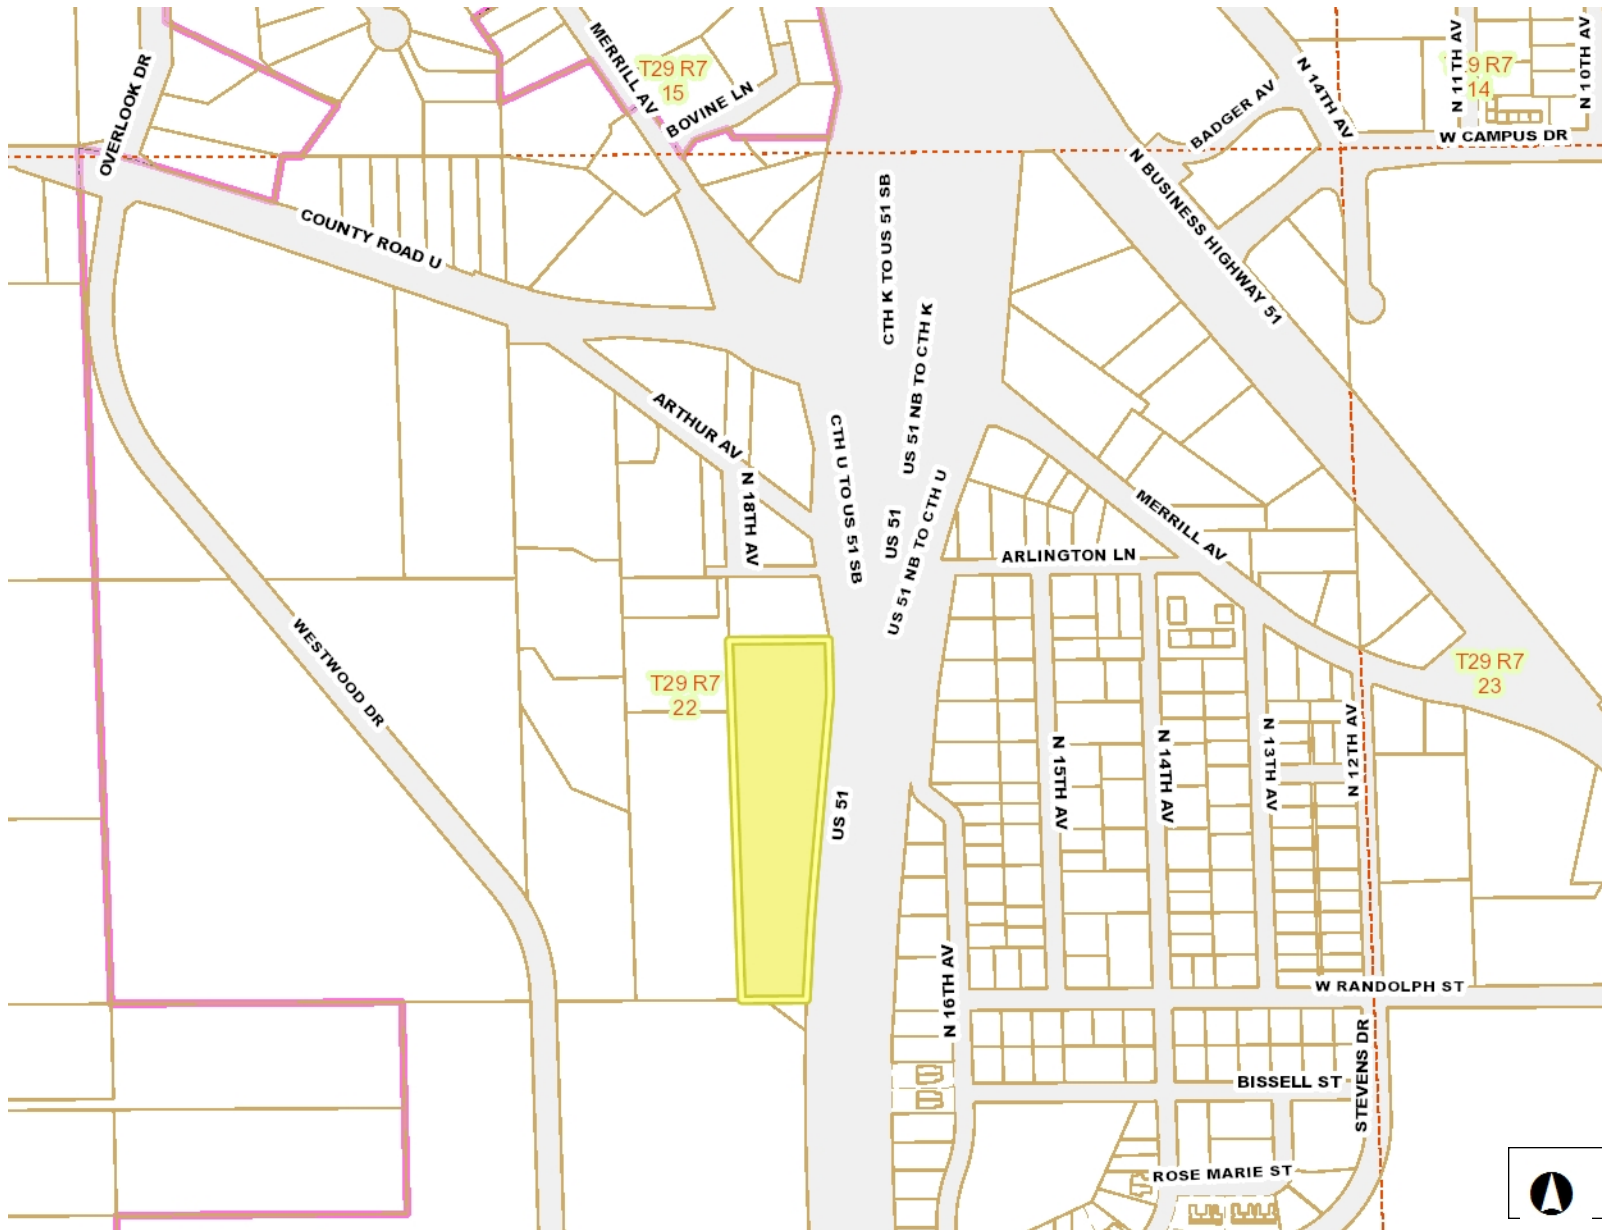 OVERLOOK DR
MERRILL AV
T29 R7
15
BOVINE LN
N 14TH AV
BADGER AV
N 11TH AV
9 R7
14
N 10TH AV
W CAMPUS DR
COUNTY ROAD U
CTH K TO US 51 SB
N BUSINESS HIGHWAY 51
US 51 NB TO CTH K
ARTHUR AV
N 18TH AV
CTH U TO US 51 SB
US 51
US 51 NB TO CTH U
MERRILL AV
ARLINGTON LN
WESTWOOD DR
T29 R7
22
T29 R7
23
US 51
N 15TH AV
N 14TH AV
N 13TH AV
N 12TH AV
N 16TH AV
W RANDOLPH ST
STEVENS DR
BISSELL ST
ROSE MARIE ST